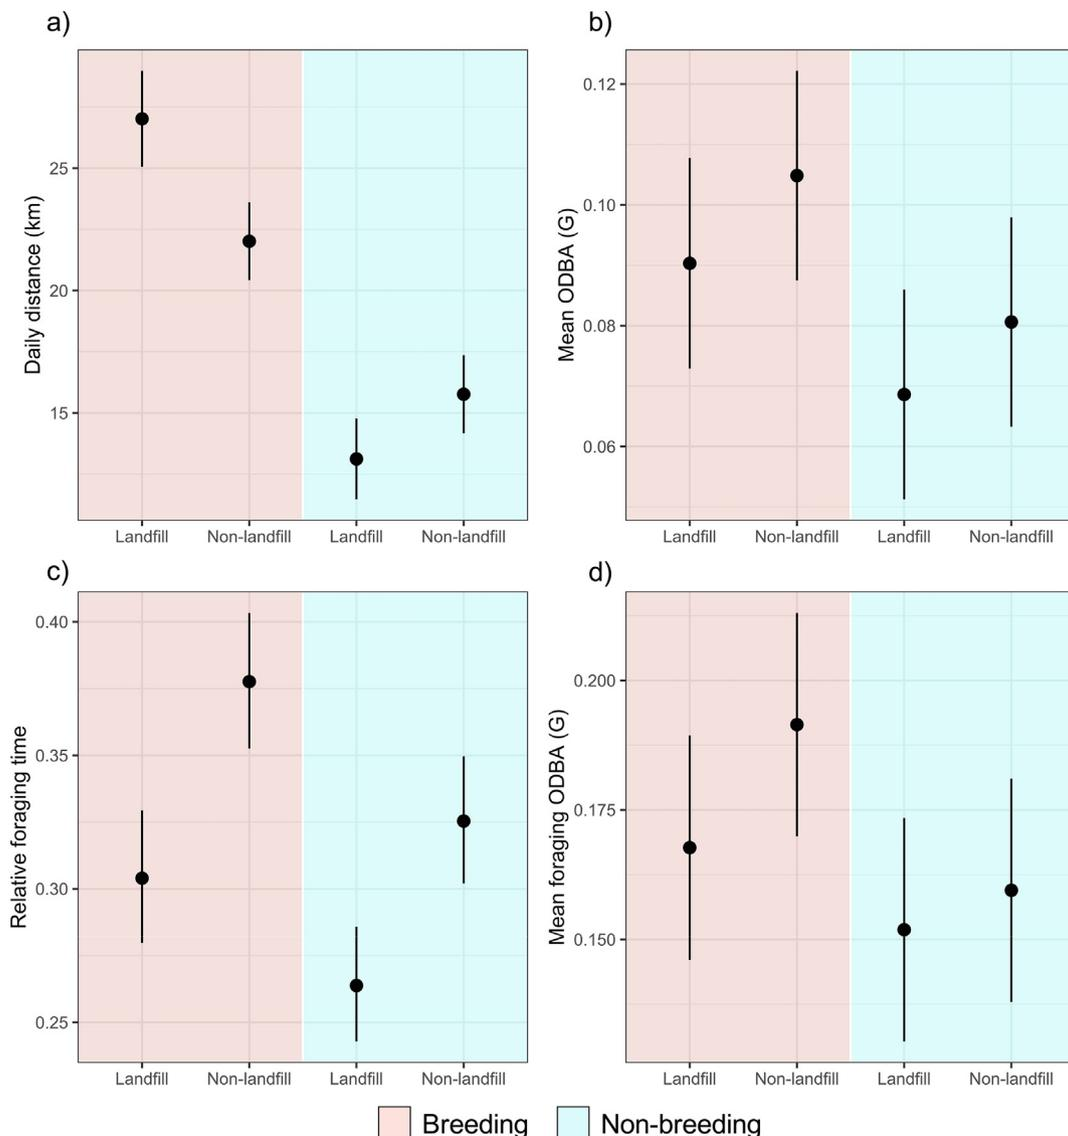 a)
Daily distance (km)
25
20
15
Landfill Non-landfill Landfill Non-landfill
b)
Mean ODBA (G)
0.12
0.10
0.08
0.06
Landfill Non-landfill Landfill Non-landfill
c)
Relative foraging time
0.40
0.35
0.30
0.25
Landfill Non-landfill Landfill Non-landfill
d)
Mean foraging ODBA (G)
0.200
0.175
0.150
Landfill Non-landfill Landfill Non-landfill
Breeding Non-breeding